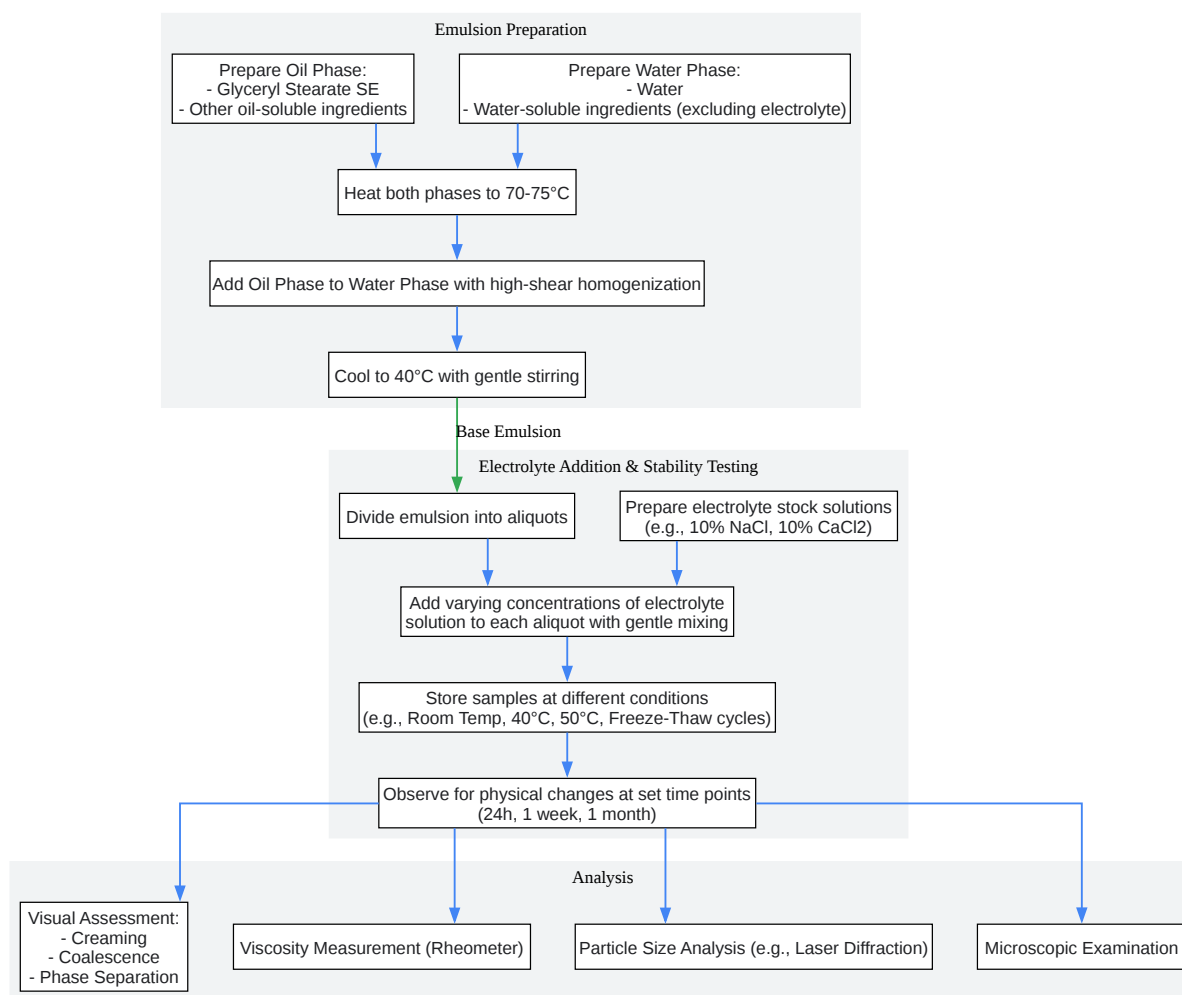 Emulsion Preparation
Prepare Oil Phase:
- Glyceryl Stearate SE
- Other oil-soluble ingredients
Prepare Water Phase:
- Water
- Water-soluble ingredients (excluding electrolyte)
Heat both phases to 70-75°C
Add Oil Phase to Water Phase with high-shear homogenization
Cool to 40°C with gentle stirring
Base Emulsion
Electrolyte Addition & Stability Testing
Divide emulsion into aliquots
Prepare electrolyte stock solutions
(e.g., 10% NaCl, 10% CaCl2)
Add varying concentrations of electrolyte
solution to each aliquot with gentle mixing
Store samples at different conditions
(e.g., Room Temp, 40°C, 50°C, Freeze-Thaw cycles)
Observe for physical changes at set time points
(24h, 1 week, 1 month)
Analysis
Visual Assessment:
- Creaming
- Coalescence
- Phase Separation
Viscosity Measurement (Rheometer)
Particle Size Analysis (e.g., Laser Diffraction)
Microscopic Examination